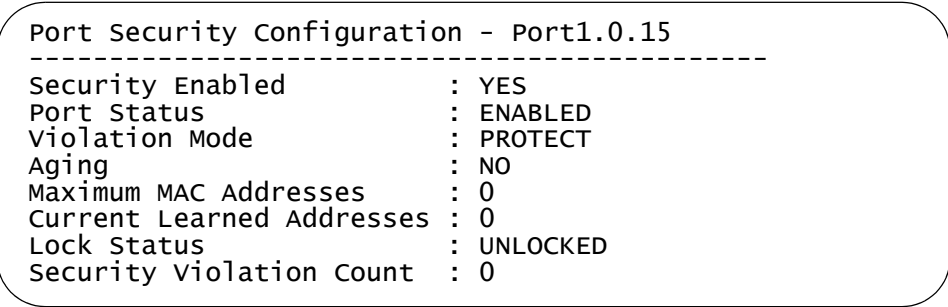 Port Security Configuration - Port1.0.15
----------------------------------------------
Security Enabled : YES
Port Status : ENABLED
Violation Mode : PROTECT
Aging : NO
Maximum MAC Addresses : 0
Current Learned Addresses : 0
Lock Status : UNLOCKED
Security Violation Count : 0